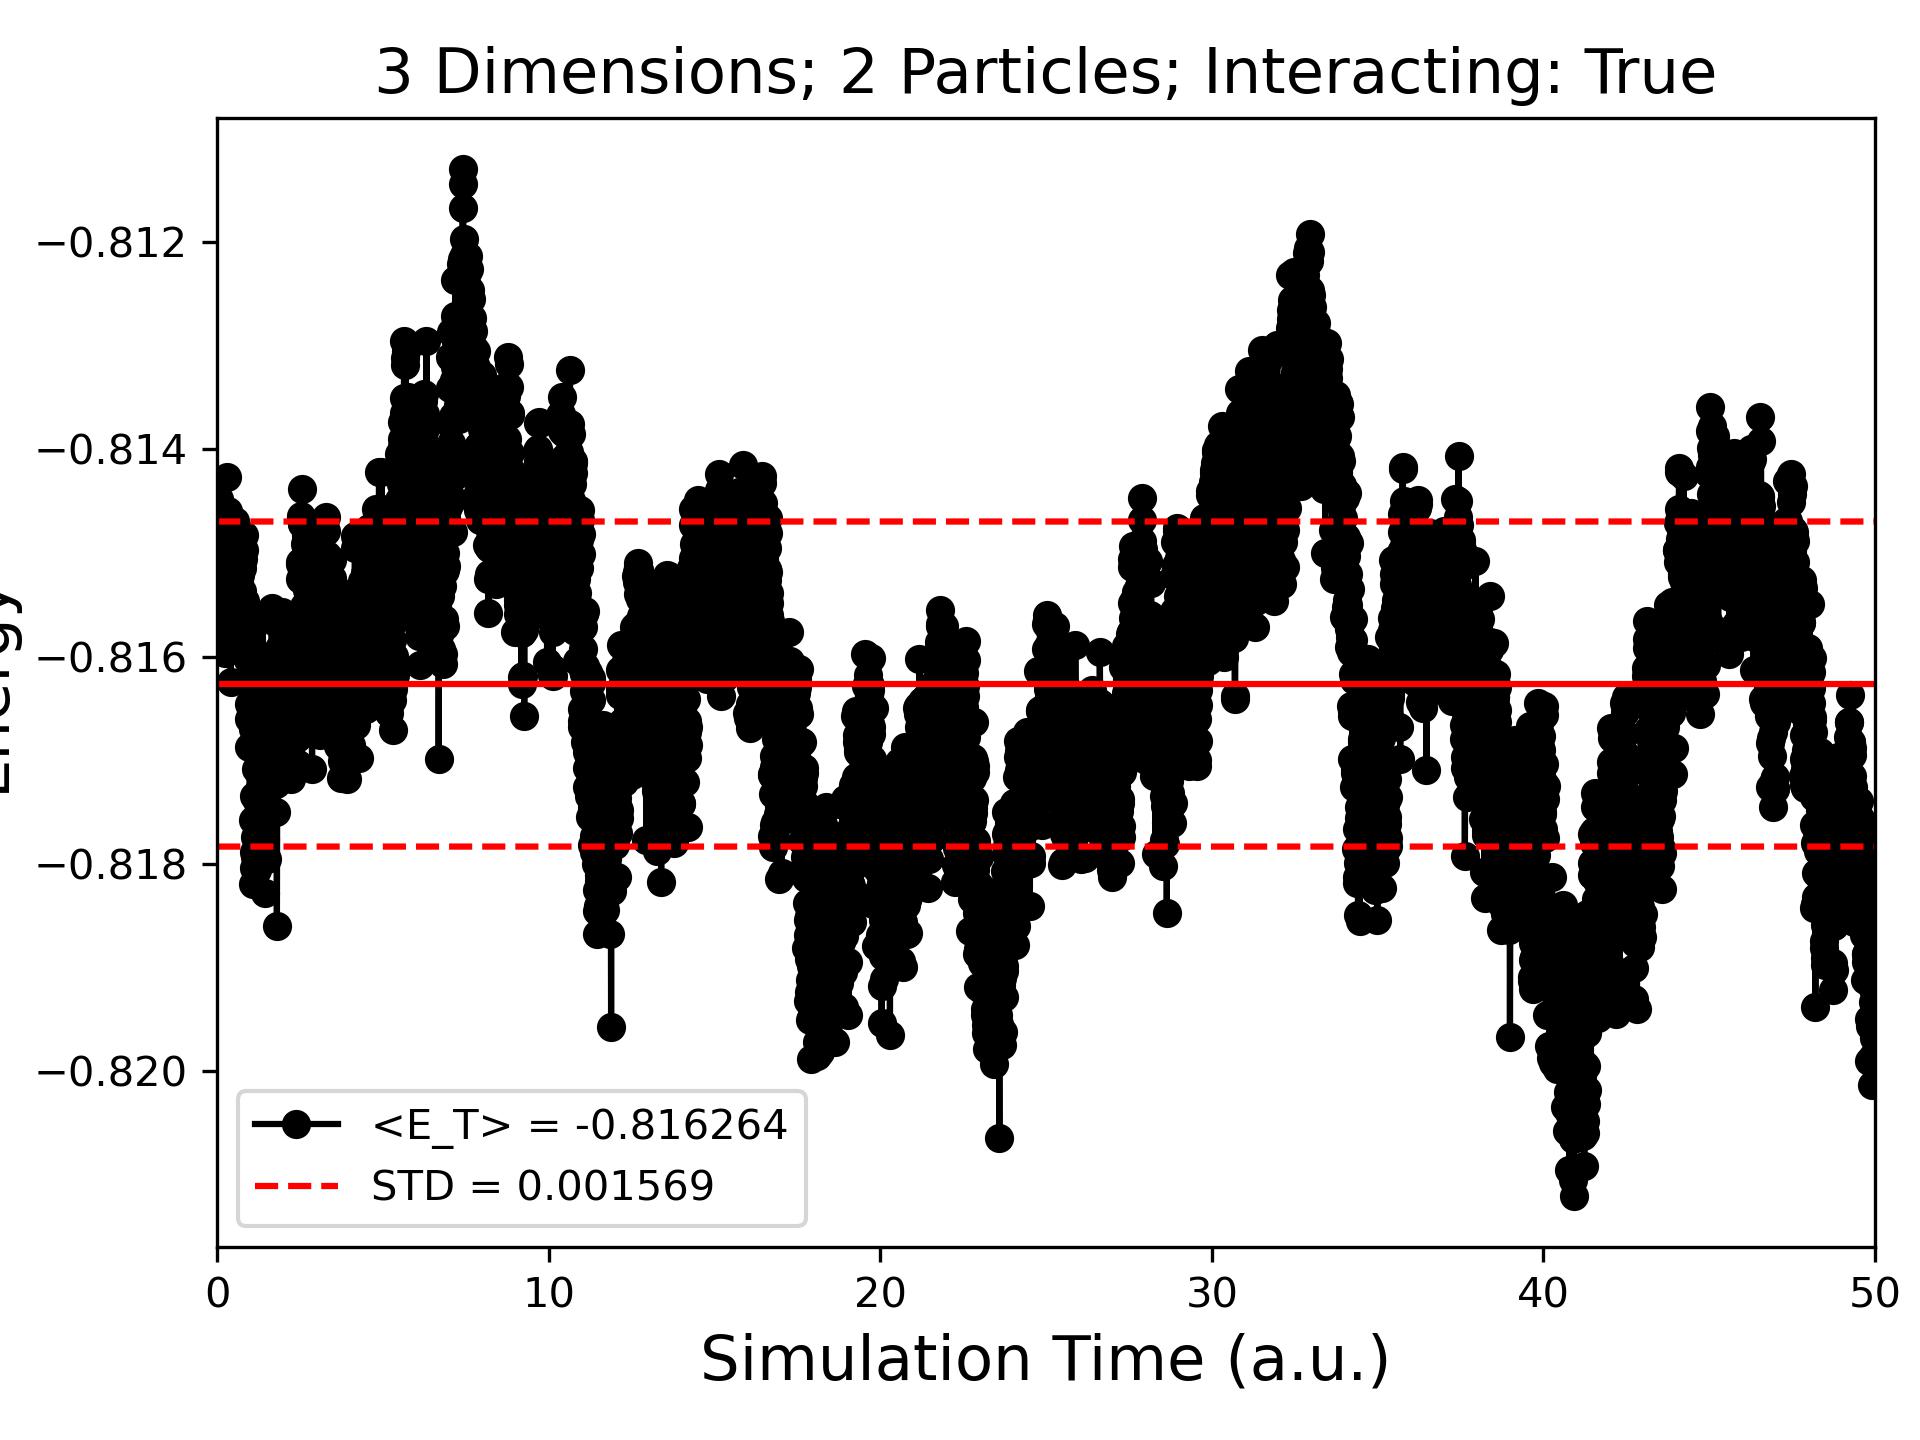 3 Dimensions; 2 Particles; Interacting: True
Energy
−0.812
−0.814
−0.816
−0.818
−0.820
<E_T> = -0.816264
STD = 0.001569
0
10
20
30
40
50
Simulation Time (a.u.)